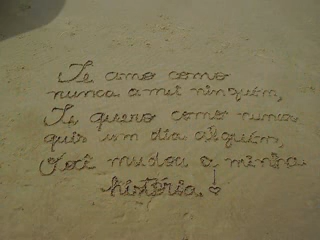 Te amo como
nunca amei ninguém,
Te quero como nunca
quis um dia alguém,
Você mudou a minha
história.